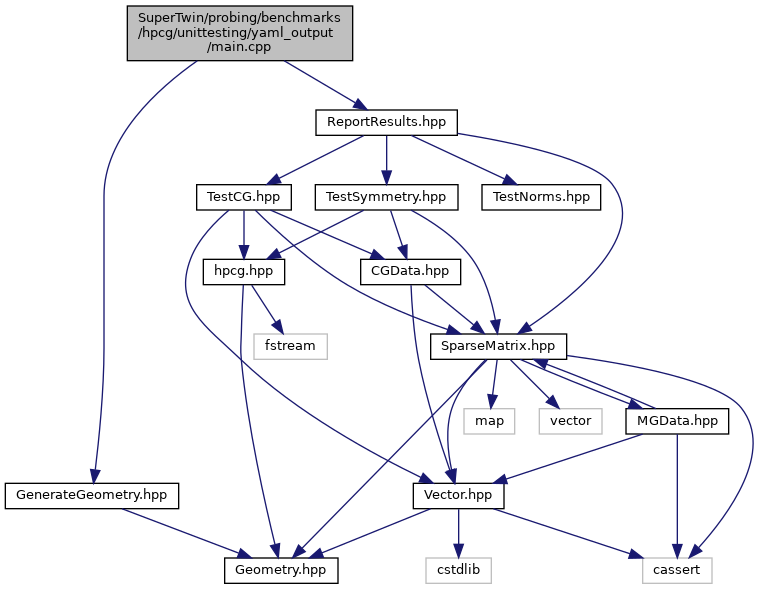 SuperTwin/probing/benchmarks
/hpcg/unittesting/yaml_output
/main.cpp
ReportResults.hpp
TestCG.hpp
TestSymmetry.hpp
TestNorms.hpp
hpcg.hpp
CGData.hpp
fstream
SparseMatrix.hpp
map
vector
MGData.hpp
GenerateGeometry.hpp
Vector.hpp
Geometry.hpp
cstdlib
cassert